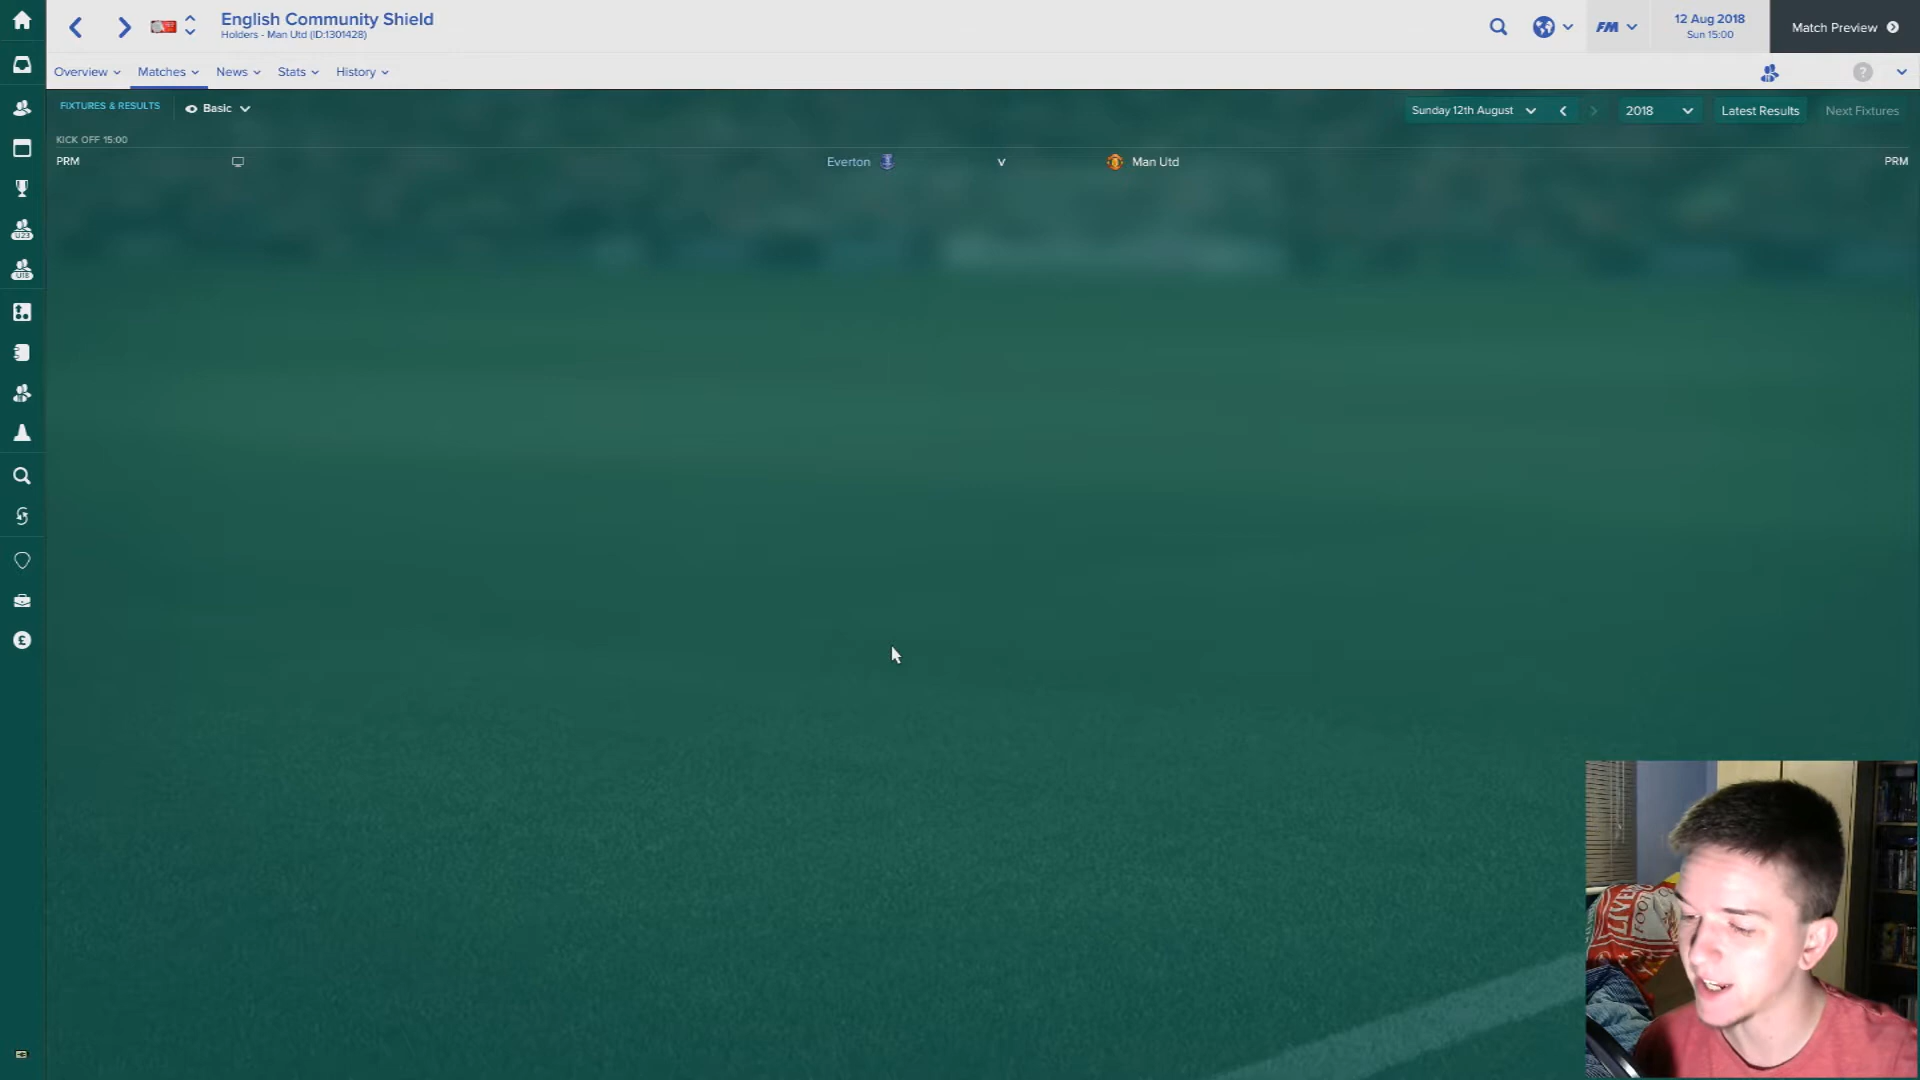 English Community Shield
Holders - Man Utd (ID:1301428)
FM
12 Aug 2018
Sun 15:00
Match Preview
Overview
Matches
News
Stats
History
?
FIXTURES & RESULTS
Basic
Sunday 12th August
2018
Latest Results
Next Fixtures
KICK OFF 15:00
PRM
Everton
v
Man Utd
PRM
U23
U18
£